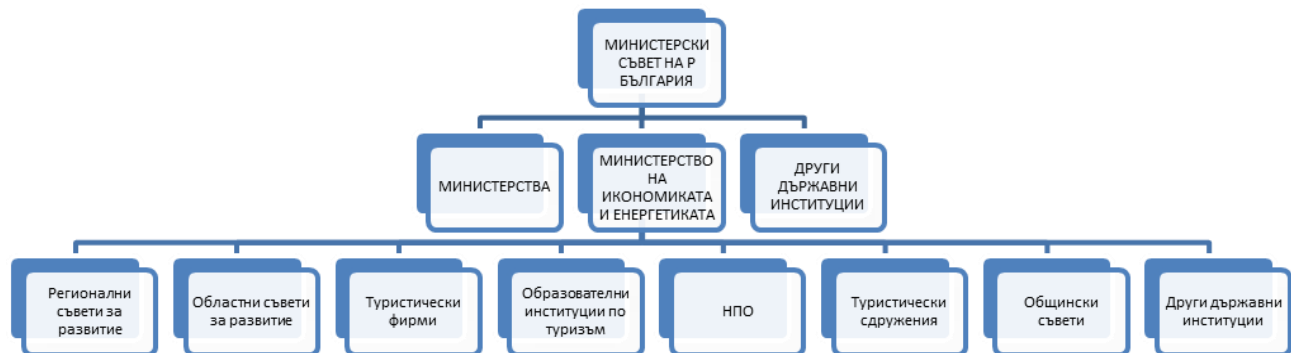 МИНИСТЕРСКИ
СЪВЕТ НА Р
БЪЛГАРИЯ
МИНИСТЕРСТВА
МИНИСТЕРСТВО
НА
ИКОНОМИКАТА
И ЕНЕРГЕТИКАТА
ДРУГИ
ДЪРЖАВНИ
ИНСТИТУЦИИ
Регионални
съвети за
развитие
Областни съвети
за развитие
Туристически
фирми
Образователни
институции по
туризъм
НПО
Туристически
сдружения
Общински
съвети
Други държавни
институции